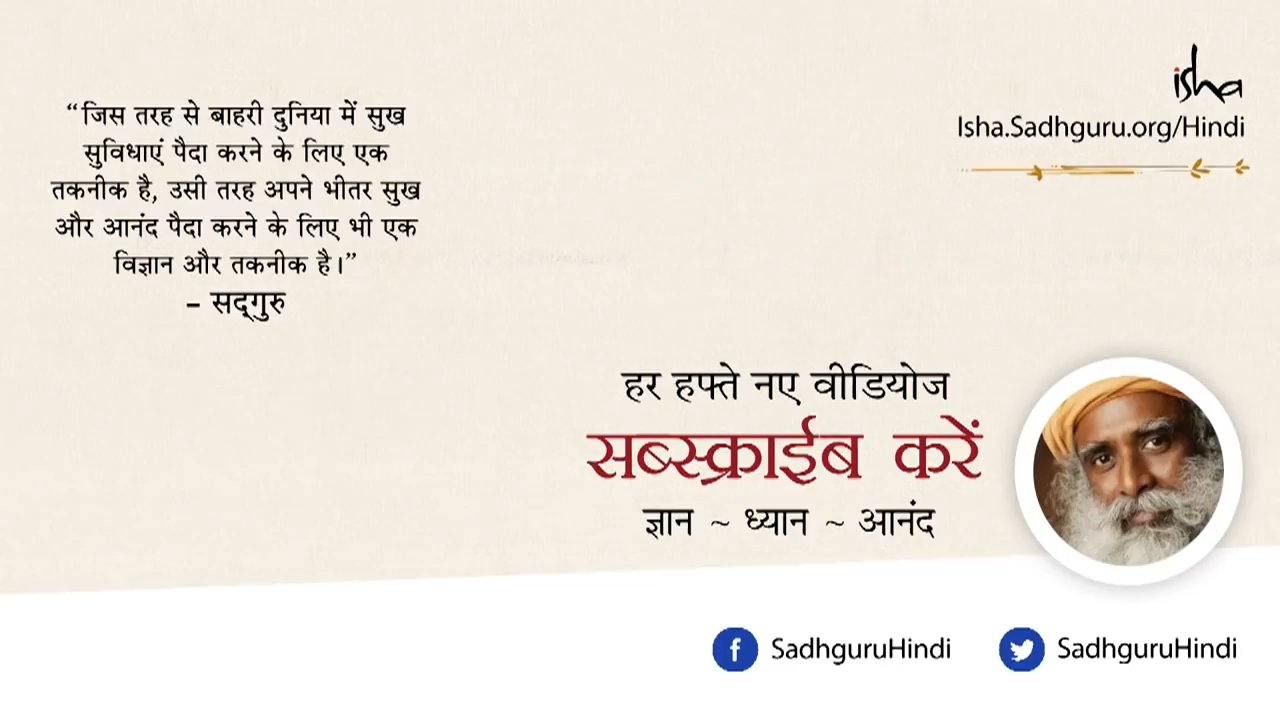 “जिस तरह से बाहरी दुनिया में सुख
सुविधाएं पैदा करने के लिए एक
तकनीक है, उसी तरह अपने भीतर सुख
और आनंद पैदा करने के लिए भी एक
विज्ञान और तकनीक है।”
– सद्‌गुरु
isha
Isha.Sadhguru.org/Hindi
हर हफ्ते नए वीडियोज
सब्स्क्राईब करें
ज्ञान ~ ध्यान ~ आनंद
f SadhguruHindi
SadhguruHindi